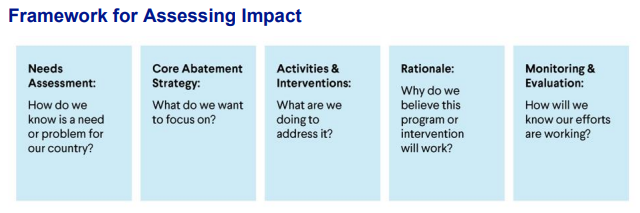 Framework for Assessing Impact
Needs
Assessment:
How do we
know is a need
or problem for
our country?
Core Abatement
Strategy:
What do we want
to focus on?
Activities &
Interventions:
What are we
doing to
address it?
Rationale:
Why do we
believe this
program or
intervention
will work?
Monitoring &
Evaluation:
How will we
know our efforts
are working?